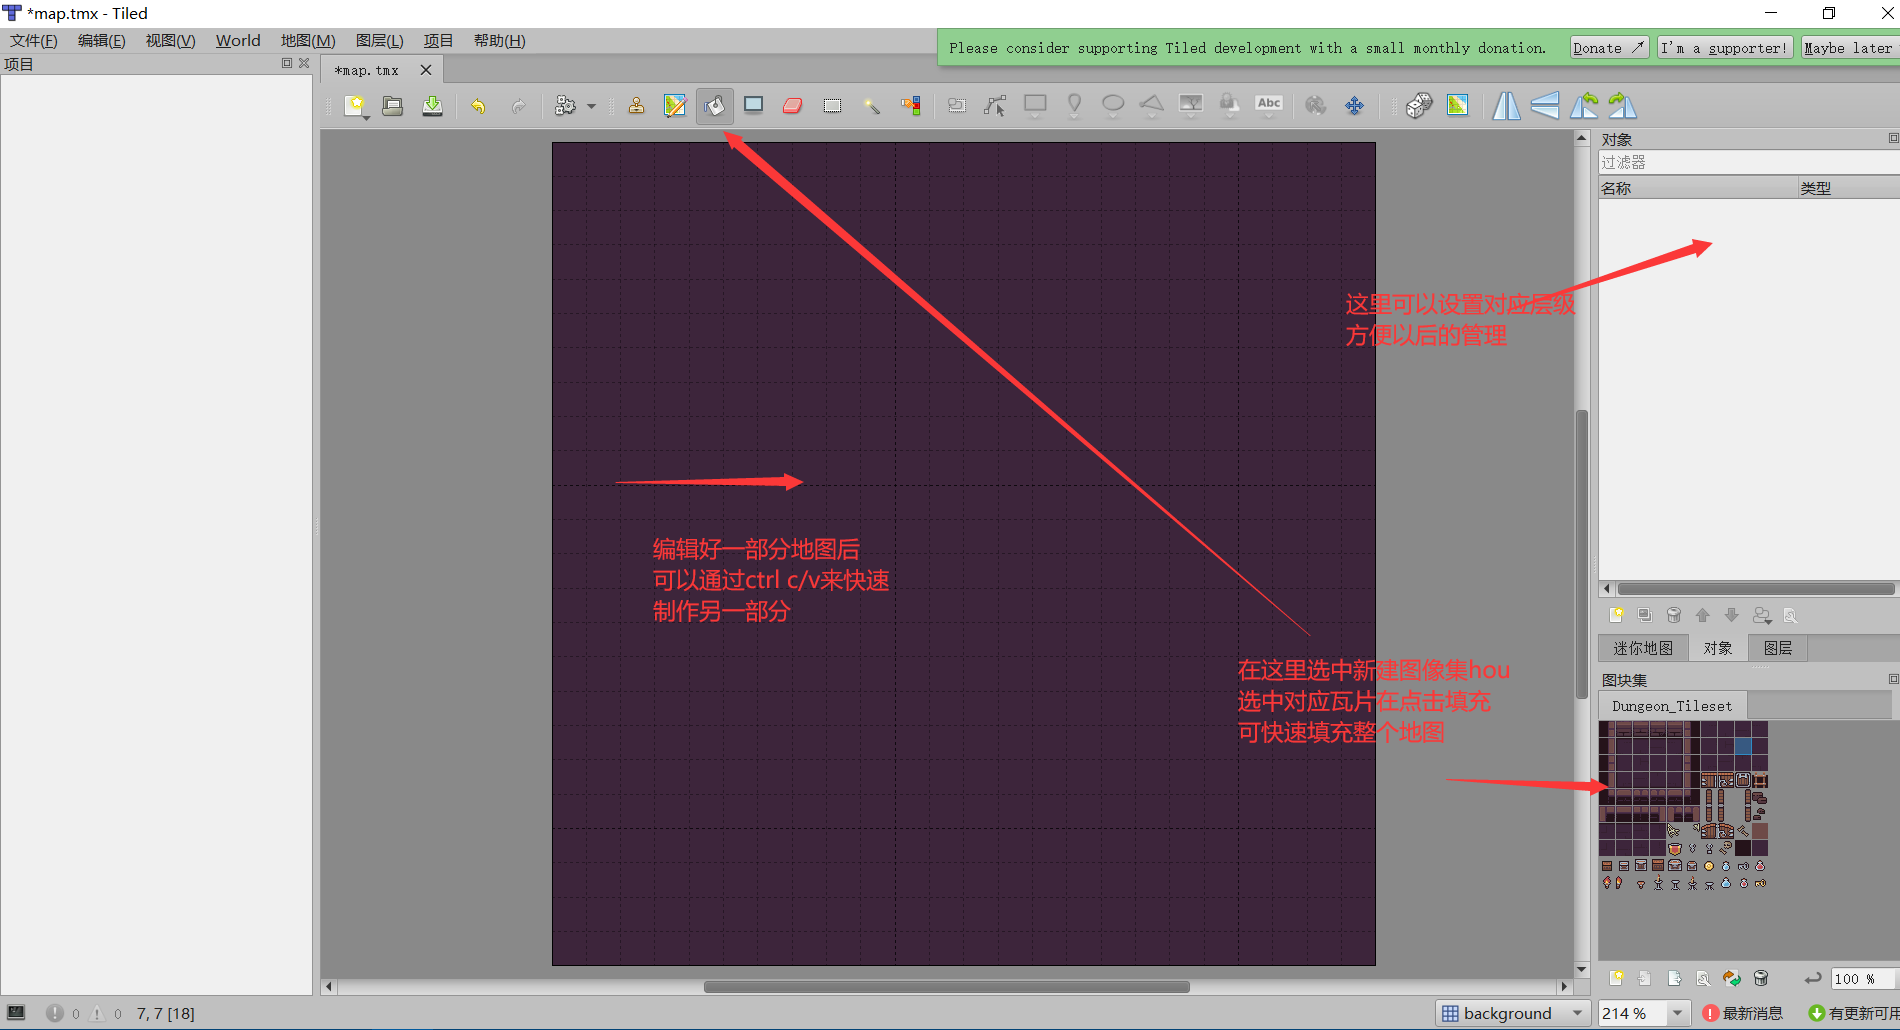 *map.tmx - Tiled
文件(F) 编辑(E) 视图(V) World 地图(M) 图层(L) 项目 帮助(H)
Please consider supporting Tiled development with a small monthly donation. Donate I'm a supporter! Maybe later
项目
*map.tmx
Abc
对象
过滤器
名称 类型
这里可以设置对应层级
方便以后的管理
编辑好一部分地图后
可以通过ctrl c/v来快速
制作另一部分
迷你地图 对象 图层
在这里选中新建图像集hou
选中对应瓦片在点击填充
可快速填充整个地图
图块集
Dungeon_Tileset
100 %
0 0 7, 7 [18] background 214 % 最新消息 有更新可用